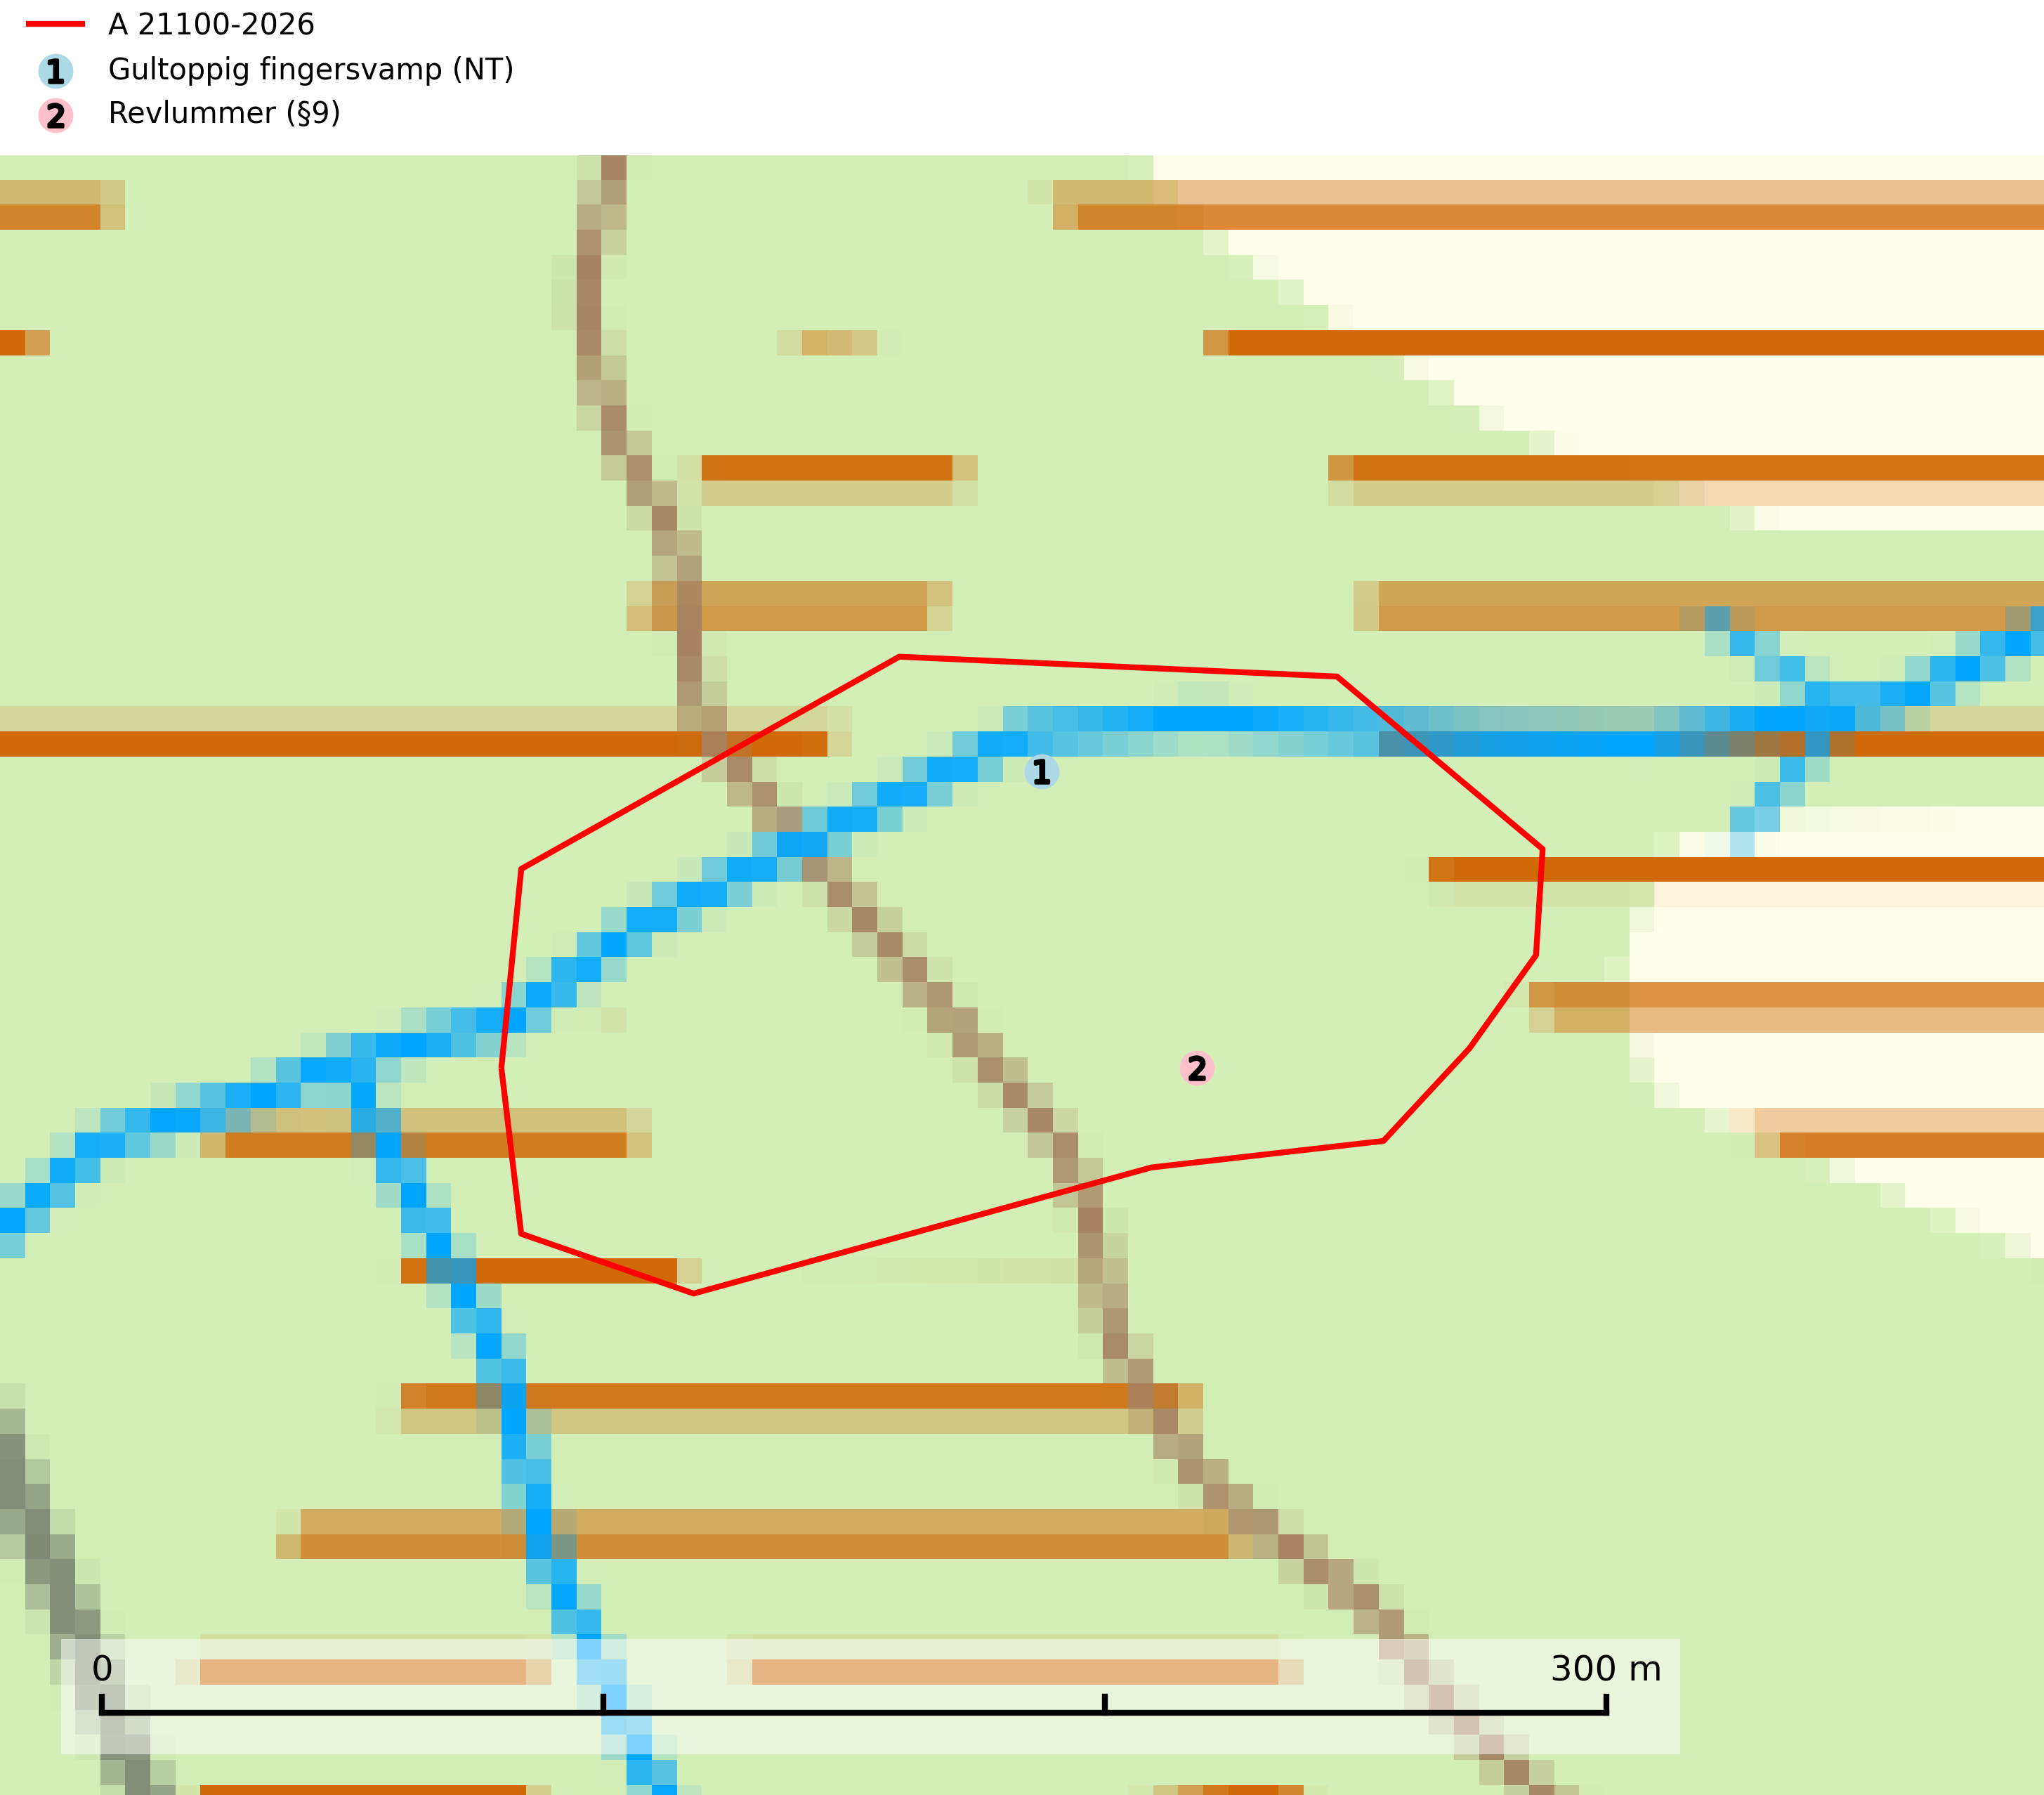 A 21100-2026
1 Gultoppig fingersvamp (NT)
2 Revlummer (§9)
1
2
0 300 m